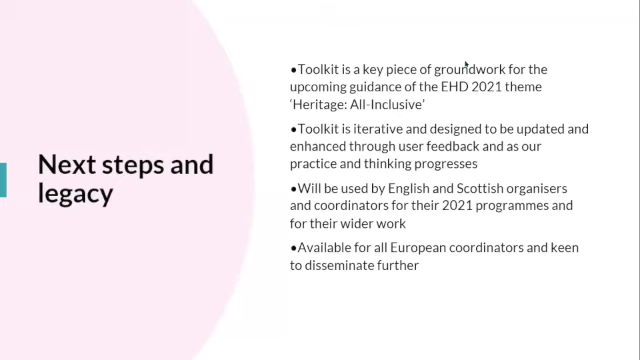 Next steps and
legacy
•Toolkit is a key piece of groundwork for the
upcoming guidance of the EHD 2021 theme
‘Heritage: All-Inclusive’
•Toolkit is iterative and designed to be updated and
enhanced through user feedback and as our
practice and thinking progresses
•Will be used by English and Scottish organisers
and coordinators for their 2021 programmes and
for their wider work
•Available for all European coordinators and keen
to disseminate further